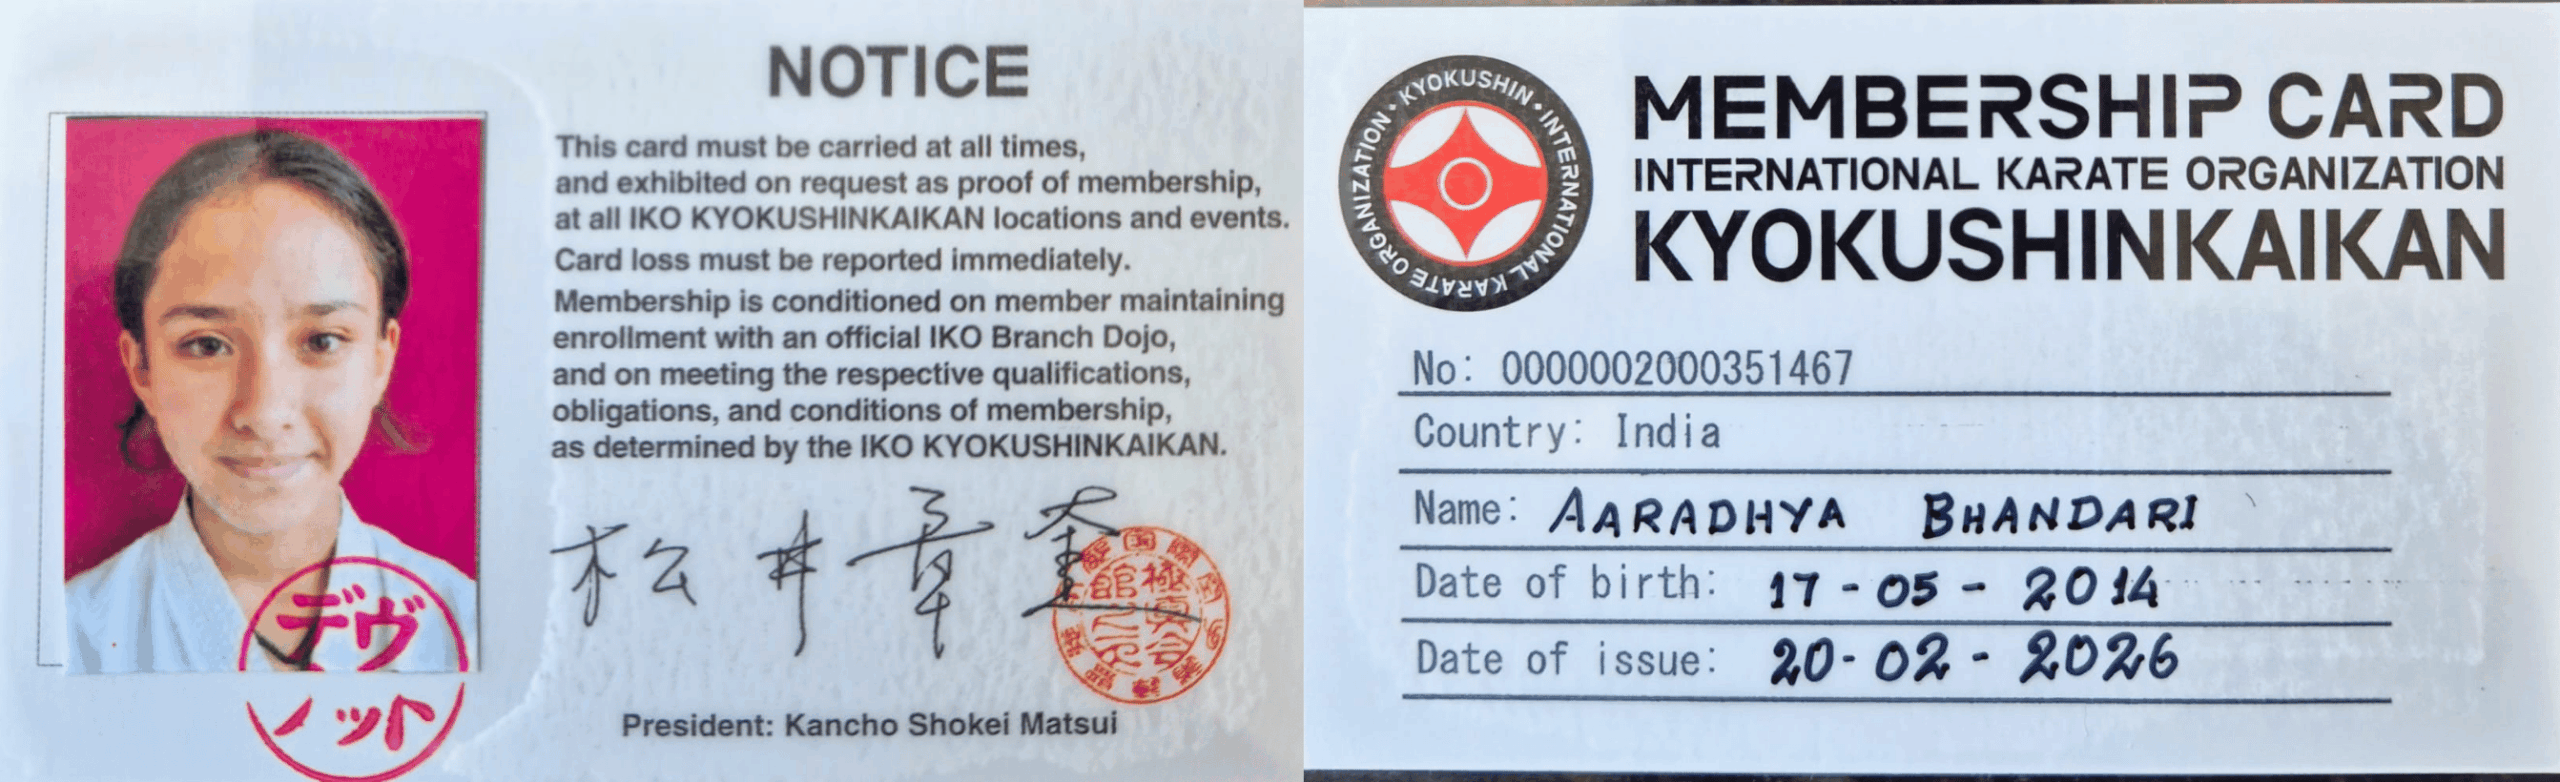 NOTICE
This card must be carried at all times,
and exhibited on request as proof of membership,
at all IKO KYOKUSHINKAIKAN locations and events.
Card loss must be reported immediately.
Membership is conditioned on member maintaining
enrollment with an official IKO Branch Dojo,
and on meeting the respective qualifications,
obligations, and conditions of membership,
as determined by the IKO KYOKUSHINKAIKAN.
松井章奎
President: Kancho Shokei Matsui
デヴ
ノット
KYOKUSHIN • INTERNATIONAL KARATE ORGANIZATION •
MEMBERSHIP CARD
INTERNATIONAL KARATE ORGANIZATION
KYOKUSHINKAIKAN
No: 0000002000351467
Country: India
Name: AARADHYA BHANDARI
Date of birth: 17-05-2014
Date of issue: 20-02-2026